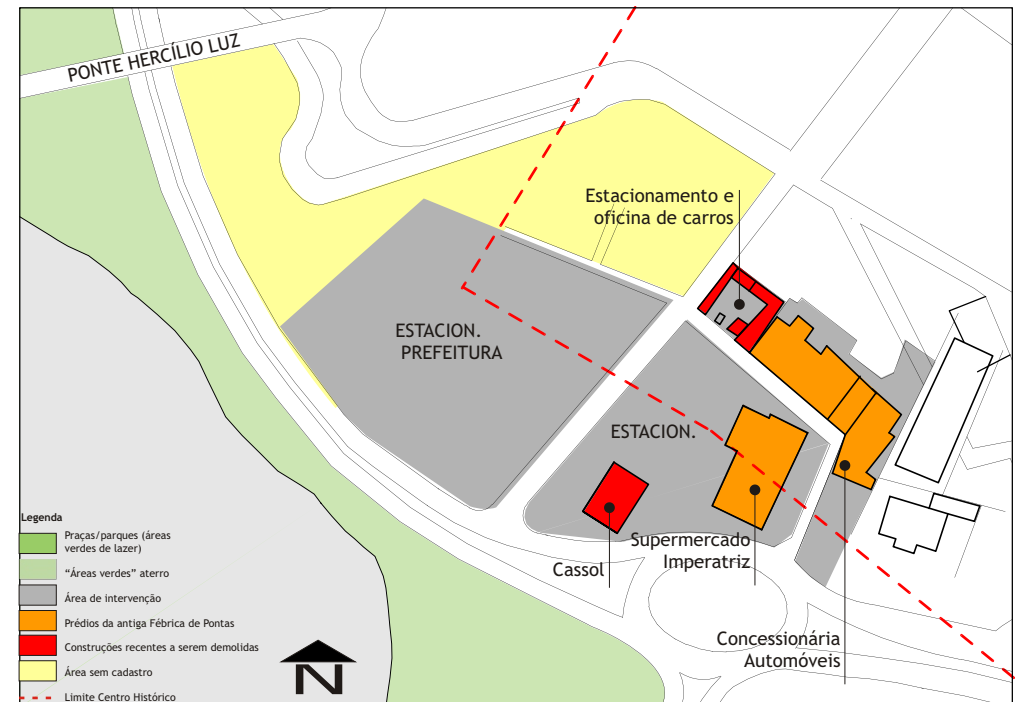 PONTE HERCÍLIO LUZ
Estacionamento e
oficina de carros
ESTACION.
PREFEITURA
ESTACION.
Supermercado
Imperatriz
Cassol
Concessionária
Automóveis
Legenda
Praças/parques (áreas
verdes de lazer)
“Áreas verdes” aterro
Área de intervenção
Prédios da antiga Fébrica de Pontas
Construções recentes a serem demolidas
Área sem cadastro
Limite Centro Histórico
N